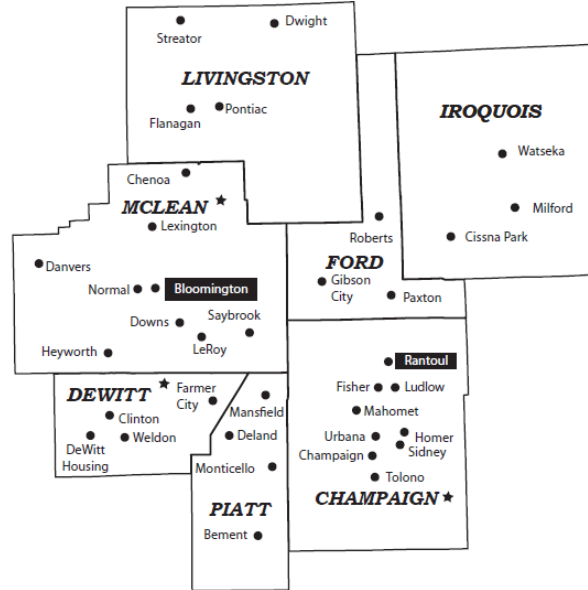 Streator
Dwight
LIVINGSTON
Flanagan
Pontiac
IROQUOIS
Watseka
Milford
Cissna Park
Chenoa
MCLEAN
Lexington
Danvers
Normal
Bloomington
Downs
Saybrook
LeRoy
Heyworth
Roberts
FORD
Gibson
City
Paxton
Rantoul
Fisher
Ludlow
Mahomet
Urbana
Homer
Champaign
Sidney
Tolono
CHAMPAIGN
DEWITT
Farmer
City
Clinton
Weldon
DeWitt
Housing
Mansfield
Deland
Monticello
PIATT
Bement